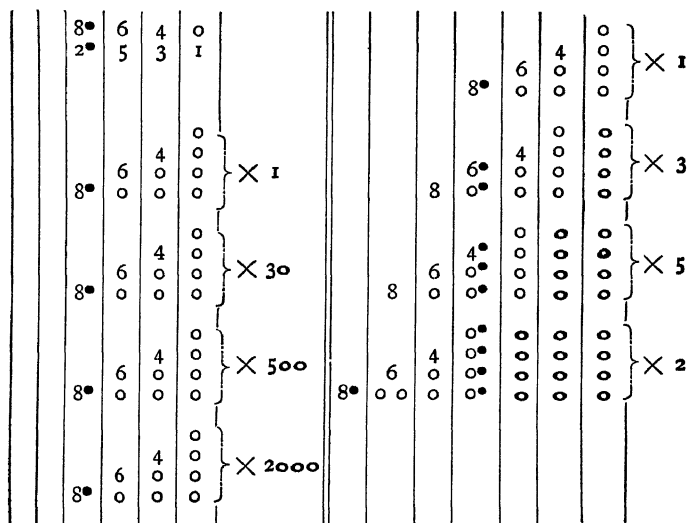 8• 6 4 o
2• 5 3 1
o
4 o
6 o o × 1
8• o o o
o
4 o
6 o o × 30
8• o o o
o
4 o
6 o o × 500
8• o o o
o
4 o
6 o o × 2000
8• o o o
o
4 o
6 o o × 1
8• o o o
o o
4 o o
6• o o o × 3
8 o• o o o
o o o
4• o o o
6 o• o o o × 5
8 o o• o o o
o• o o o
4 o• o o o
6 o o• o o o × 2
8• o o o o• o o o